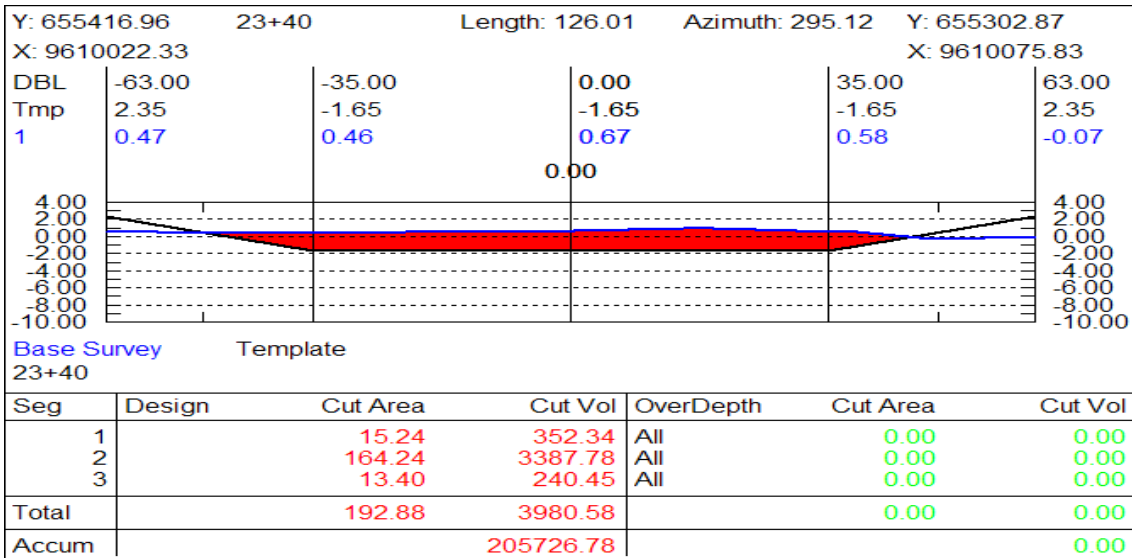 Y: 655416.96 23+40 Length: 126.01 Azimuth: 295.12 Y: 655302.87
X: 9610022.33 X: 9610075.83
DBL -63.00 -35.00 0.00 35.00 63.00
Tmp 2.35 -1.65 -1.65 -1.65 2.35
1 0.47 0.46 0.67 0.58 -0.07
0.00
4.00 4.00
2.00 2.00
0.00 0.00
-2.00 -2.00
-4.00 -4.00
-6.00 -6.00
-8.00 -8.00
-10.00 -10.00
Base Survey Template
23+40
Seg Design Cut Area Cut Vol OverDepth Cut Area Cut Vol
1 15.24 352.34 All 0.00 0.00
2 164.24 3387.78 All 0.00 0.00
3 13.40 240.45 All 0.00 0.00
Total 192.88 3980.58 0.00 0.00
Accum 205726.78 0.00